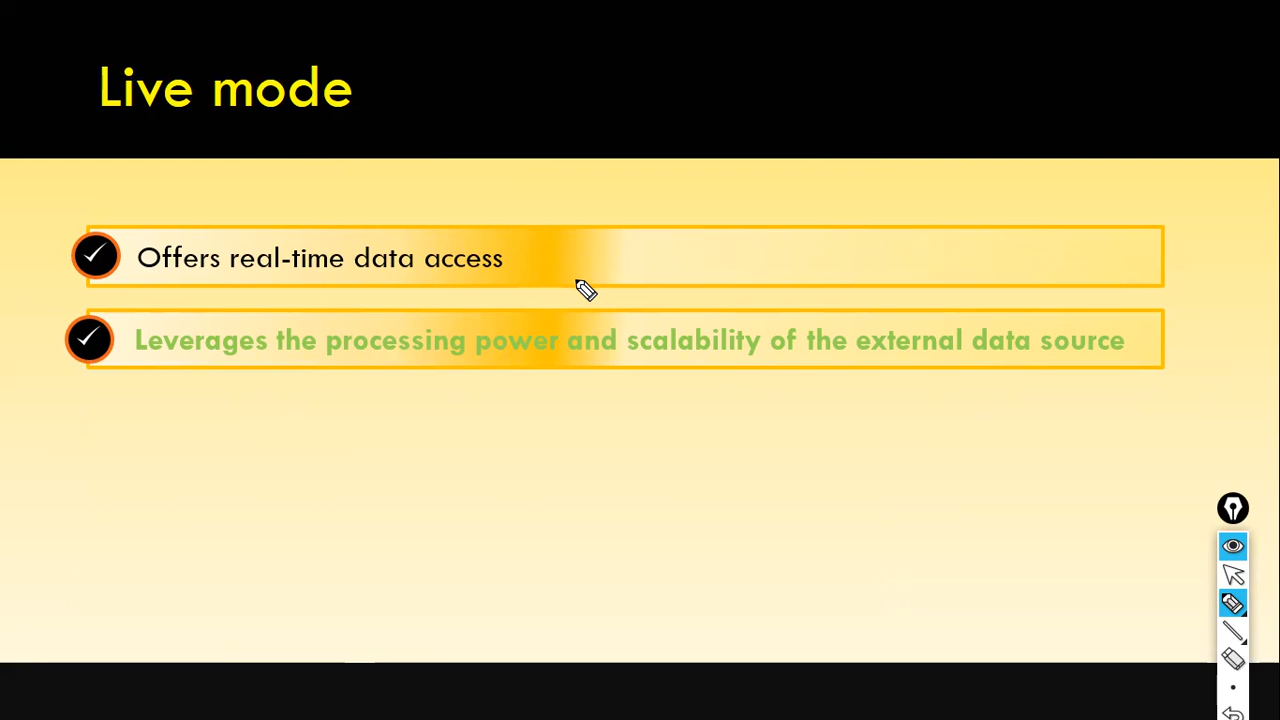 Live mode
Offers real-time data access
Leverages the processing power and scalability of the external data source